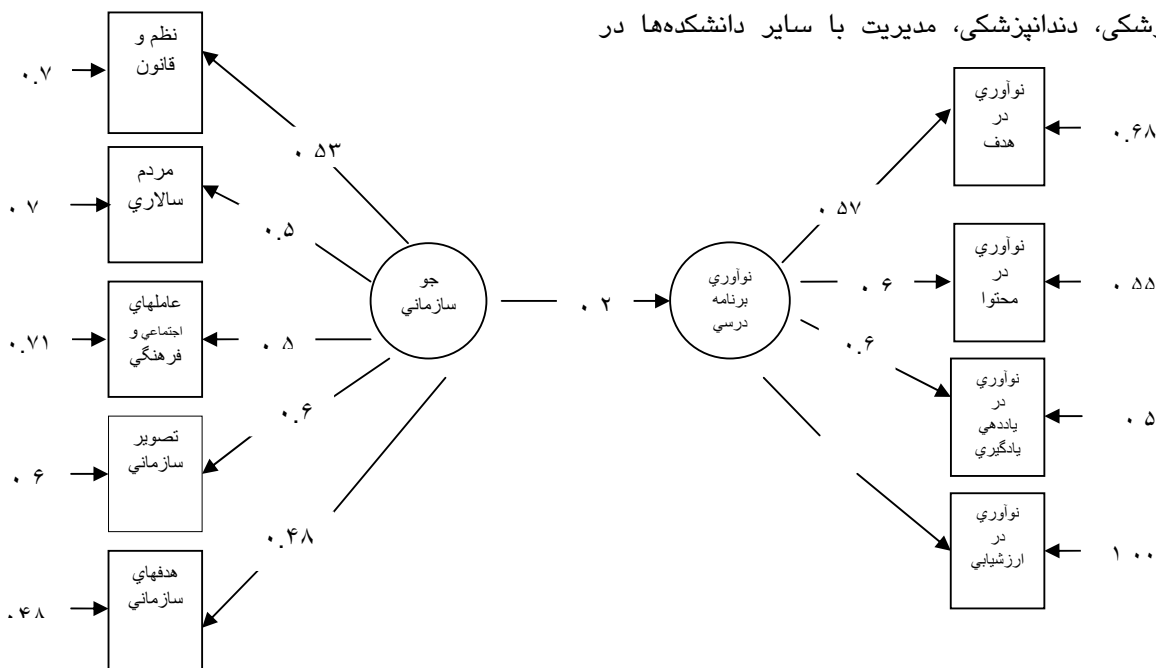 زشکی، دندانپزشکی، مدیریت با سایر دانشکده‌ها در
نظم و
قانون
۰.۷
۰.۵۳
مردم
سالاري
۰.۷
۰.۵
عاملهاي
اجتماعي و
فرهنگي
۰.۷۱
۰.۵
تصوير
سازماني
۰.۶
۰.۶
هدفهاي
سازماني
۰.۴۸
۰.۴۸
جو
سازماني
۰.۲
نوآوري
برنامه
درسي
۰.۵۷
نوآوري
در
هدف
۰.۶۸
۰.۶
نوآوري
در
محتوا
۰.۵۵
۰.۶
نوآوري
در
ياددهي
يادگيري
۰.۵
نوآوري
در
ارزشيابي
۱.۰۰